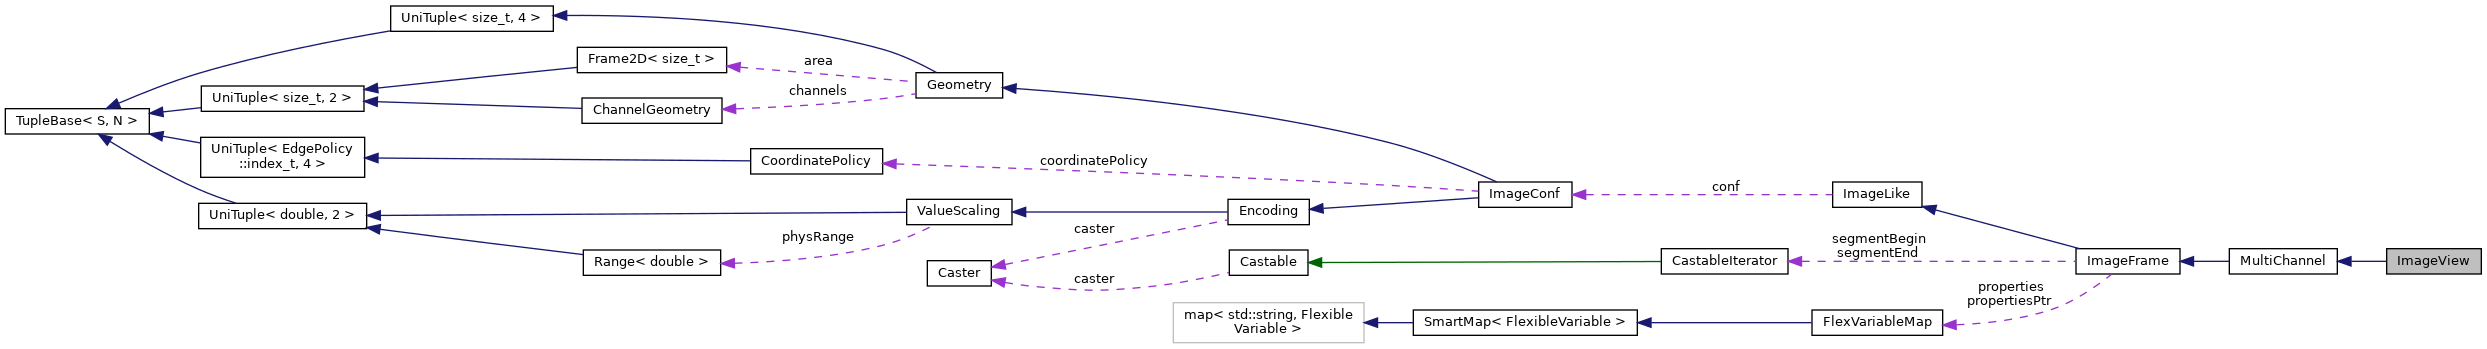 UniTuple< size_t, 4 >
Frame2D< size_t >
area
Geometry
channels
UniTuple< size_t, 2 >
ChannelGeometry
TupleBase< S, N >
UniTuple< EdgePolicy
::index_t, 4 >
CoordinatePolicy
coordinatePolicy
ImageConf
conf
ImageLike
UniTuple< double, 2 >
ValueScaling
Encoding
physRange
caster
Range< double >
Caster
caster
Castable
CastableIterator
segmentBegin
segmentEnd
ImageFrame
MultiChannel
ImageView
properties
propertiesPtr
map< std::string, Flexible
Variable >
SmartMap< FlexibleVariable >
FlexVariableMap